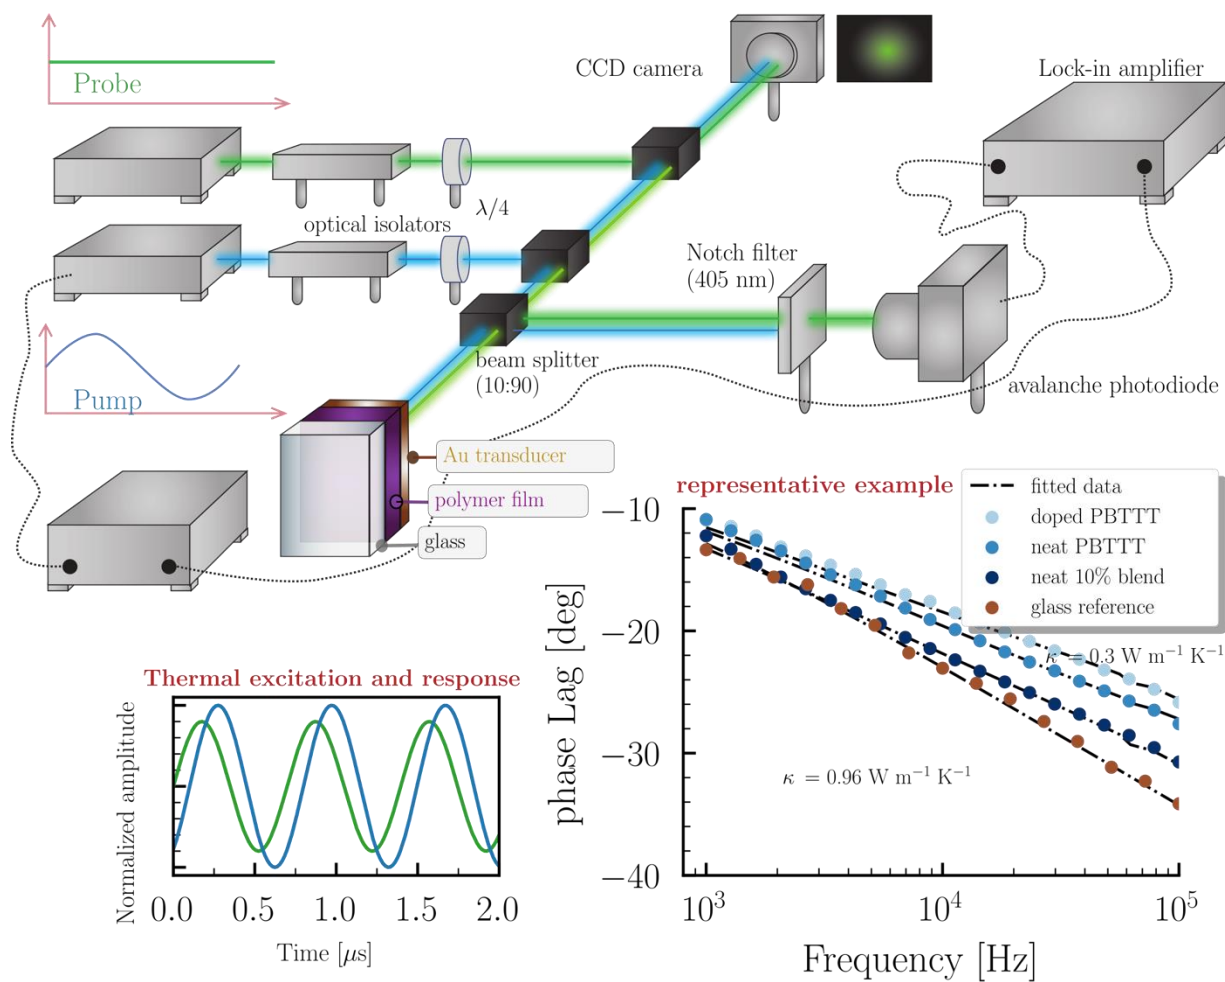 CCD camera
Lock-in amplifier
Probe
λ/4
optical isolators
Notch filter
(405 nm)
beam splitter
(10:90)
Pump
avalanche photodiode
Au transducer
polymer film
glass
representative example
fitted data
doped PBTTT
neat PBTTT
neat 10% blend
glass reference
κ = 0.3 W m⁻¹ K⁻¹
κ = 0.96 W m⁻¹ K⁻¹
phase Lag [deg]
−10
−20
−30
−40
10³ 10⁴ 10⁵
Frequency [Hz]
Thermal excitation and response
Normalized amplitude
0.0 0.5 1.0 1.5 2.0
Time [μs]